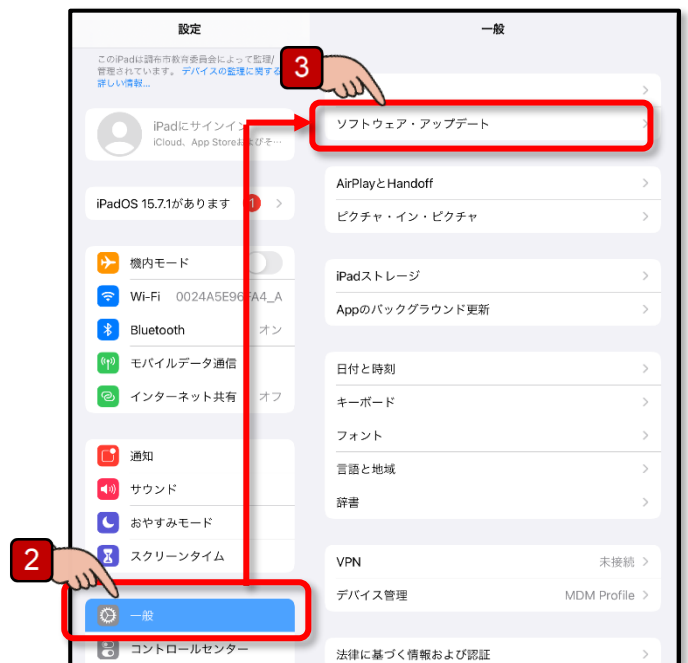 設定
このiPadは調布市教育委員会によって監理/
管理されています。デバイスの監理に関する
詳しい情報...
iPadにサインイン
iCloud、App Storeおよびそ…
iPadOS 15.7.1があります 1
機内モード
Wi-Fi 0024A5E96FA4_A
Bluetooth オン
モバイルデータ通信
インターネット共有 オフ
通知
サウンド
おやすみモード
2
スクリーンタイム
一般
コントロールセンター
一般
3
ソフトウェア・アップデート
AirPlayとHandoff
ピクチャ・イン・ピクチャ
iPadストレージ
Appのバックグラウンド更新
日付と時刻
キーボード
フォント
言語と地域
辞書
VPN 未接続
デバイス管理 MDM Profile
法律に基づく情報および認証